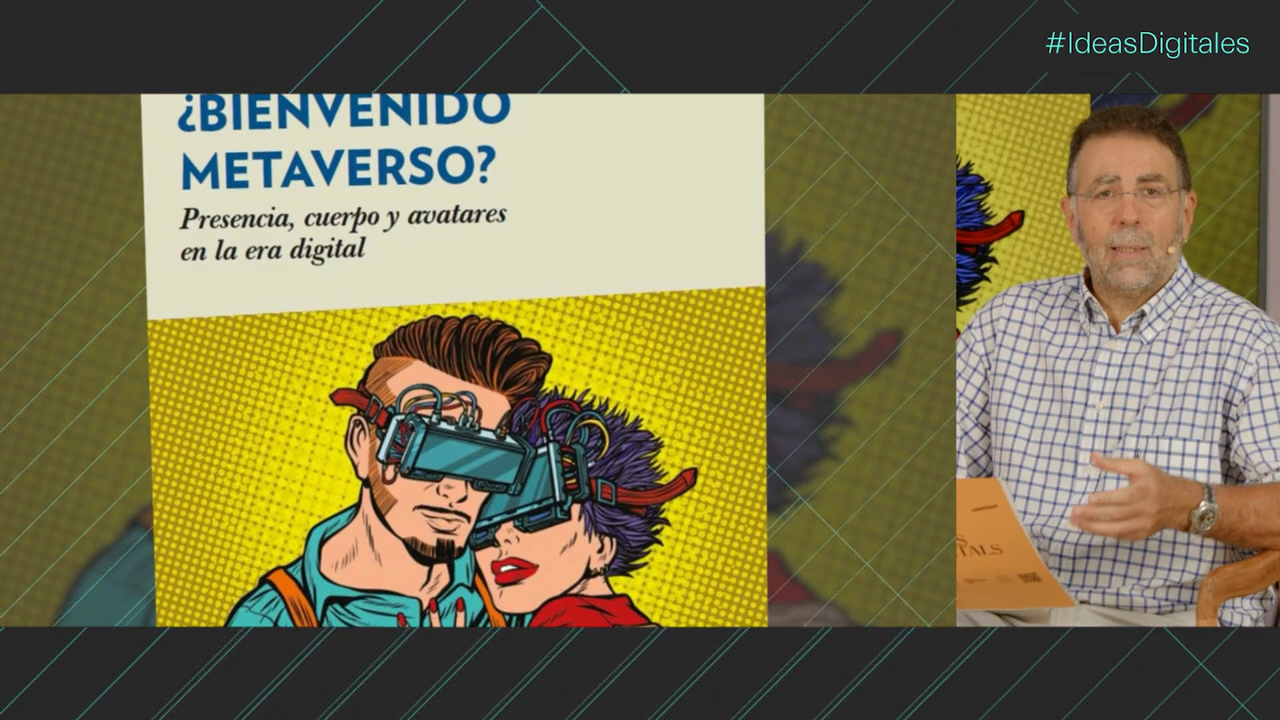 #IdeasDigitales
¿BIENVENIDO
METAVERSO?
Presencia, cuerpo y avatares
en la era digital